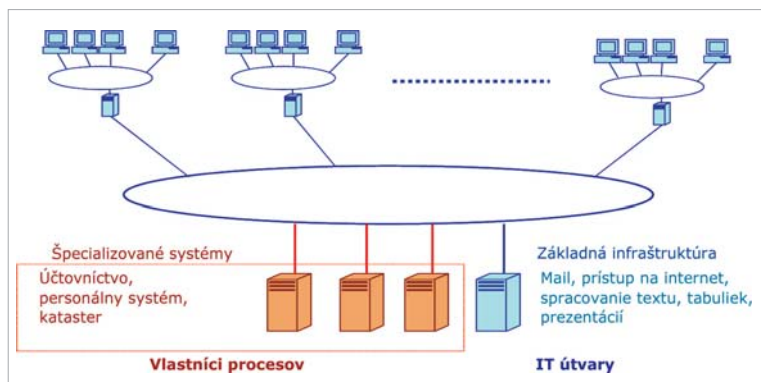 Špecializované systémy
Účtovníctvo,
personálny systém,
kataster
Základná infraštruktúra
Mail, prístup na internet,
spracovanie textu, tabuliek,
prezentácií
Vlastníci procesov
IT útvary